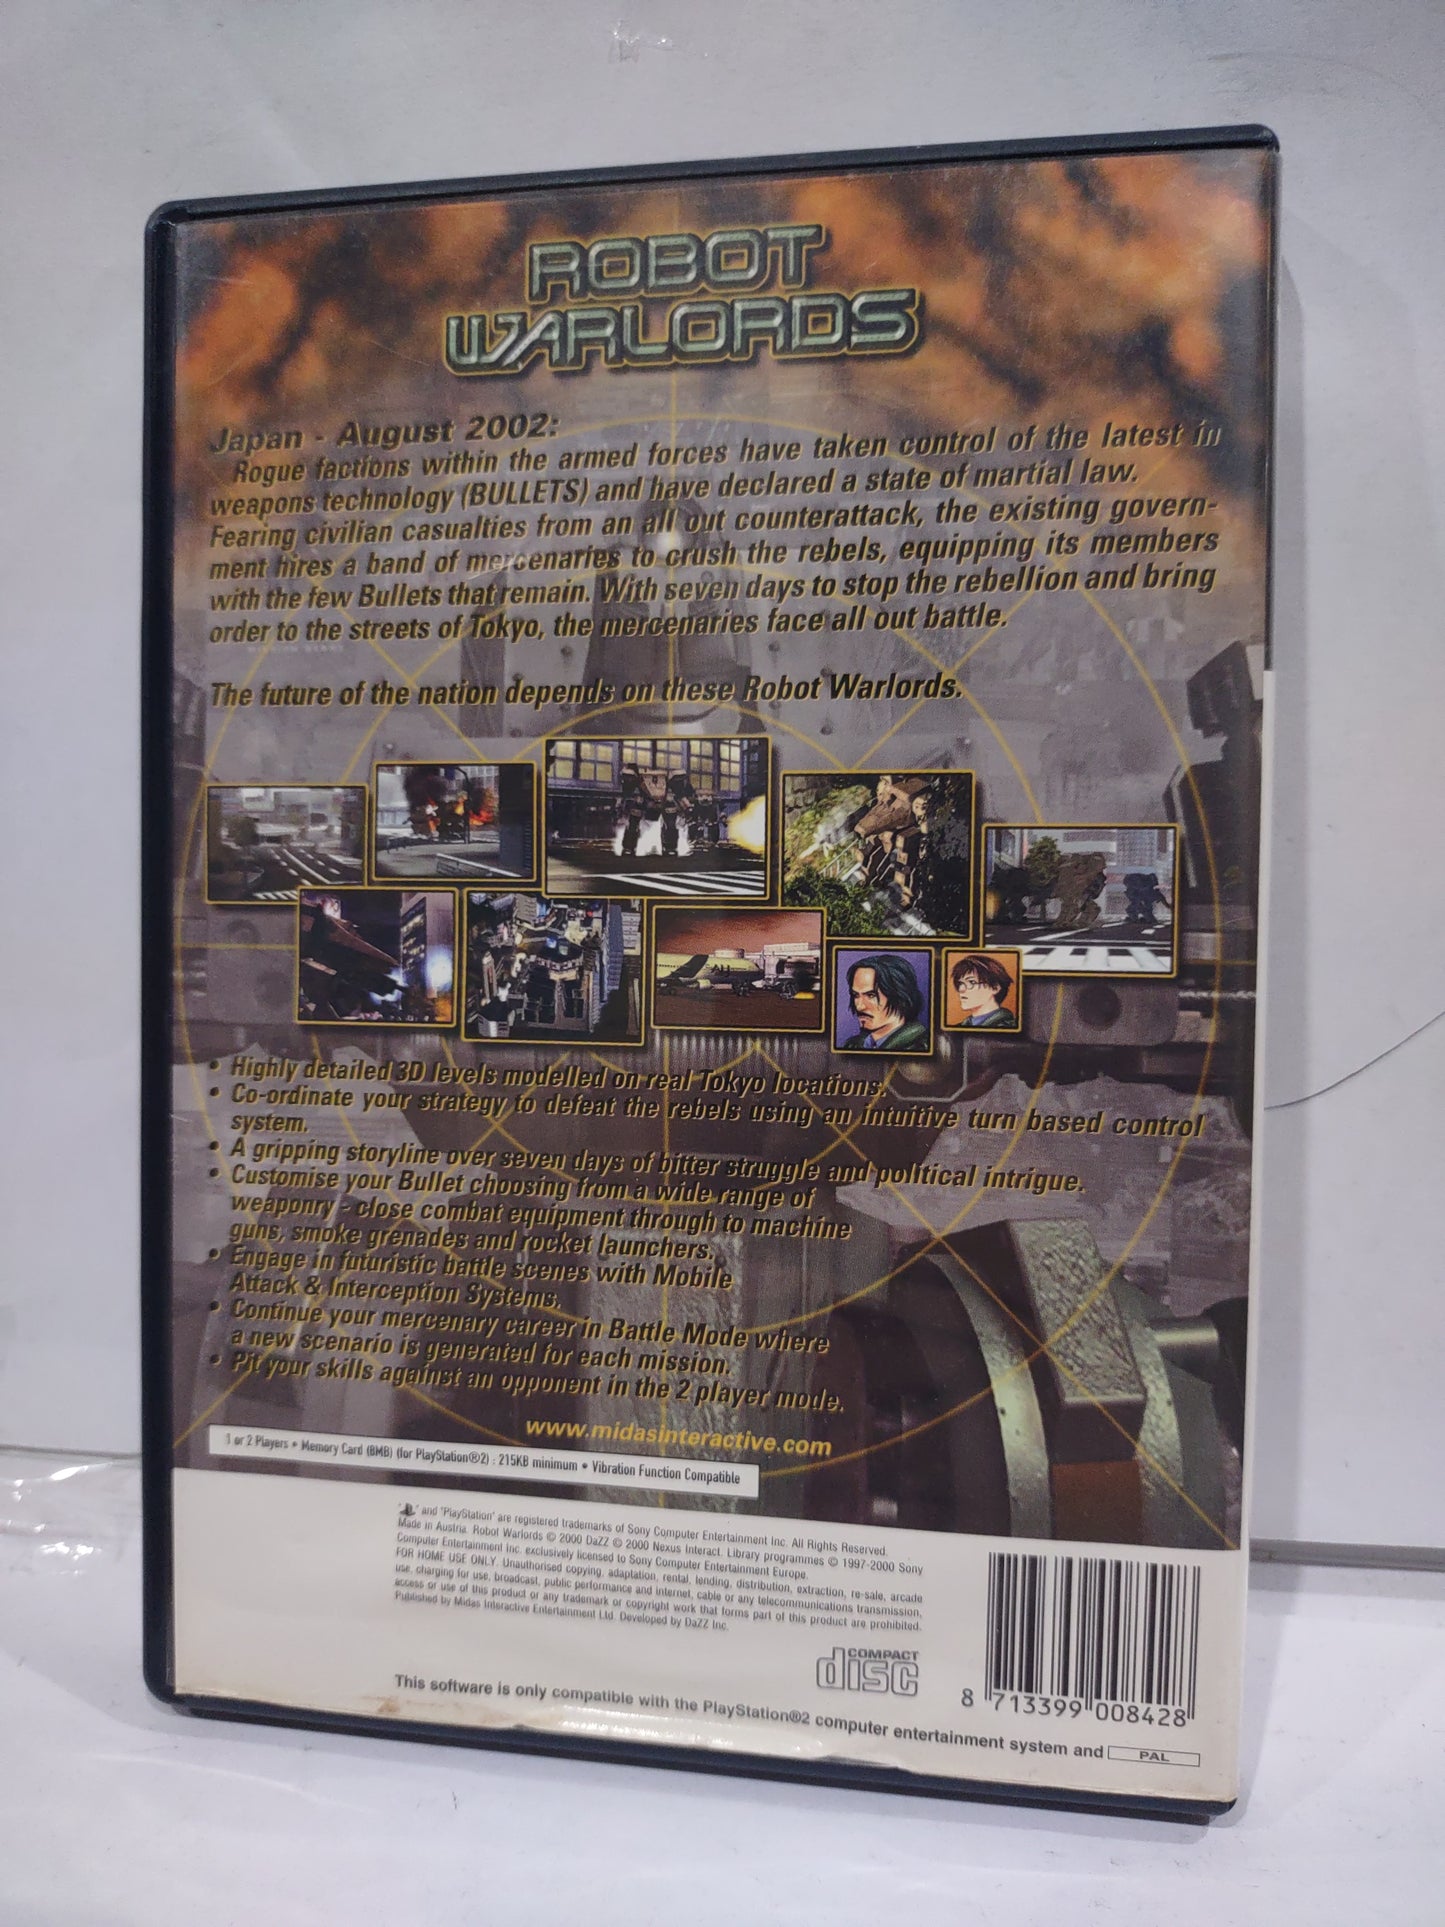 ROBOT
WARLORDS
Japan - August 2002:
Rogue factions within the armed forces have taken control of the latest in
weapons technology (BULLETS) and have declared a state of martial law.
Fearing civilian casualties from an all out counterattack, the existing govern-
ment hires a band of mercenaries to crush the rebels, equipping its members
with the few Bullets that remain. With seven days to stop the rebellion and bring
order to the streets of Tokyo, the mercenaries face all out battle.
The future of the nation depends on these Robot Warlords.
• Highly detailed 3D levels modelled on real Tokyo locations.
• Co-ordinate your strategy to defeat the rebels using an intuitive turn based control
system.
• A gripping storyline over seven days of bitter struggle and political intrigue.
• Customise your Bullet choosing from a wide range of
weaponry - close combat equipment through to machine
guns, smoke grenades and rocket launchers.
• Engage in futuristic battle scenes with Mobile
Attack & Interception Systems.
• Continue your mercenary career in Battle Mode where
a new scenario is generated for each mission.
• Pit your skills against an opponent in the 2 player mode.
www.midasinteractive.com
1 or 2 Players • Memory Card (8MB) (for PlayStation®2) : 215KB minimum • Vibration Function Compatible
" " and "PlayStation" are registered trademarks of Sony Computer Entertainment Inc. All Rights Reserved.
Made in Austria. Robot Warlords © 2000 DaZZ © 2000 Nexus Interact. Library programmes © 1997-2000 Sony
Computer Entertainment Inc. exclusively licensed to Sony Computer Entertainment Europe.
FOR HOME USE ONLY. Unauthorised copying, adaptation, rental, lending, distribution, extraction, re-sale, arcade
use, charging for use, broadcast, public performance and internet, cable or any telecommunications transmission,
access or use of this product or any trademark or copyright work that forms part of this product are prohibited.
Published by Midas Interactive Entertainment Ltd. Developed by DaZZ Inc.
COMPACT
disc
8 713399 008428
This software is only compatible with the PlayStation®2 computer entertainment system and PAL